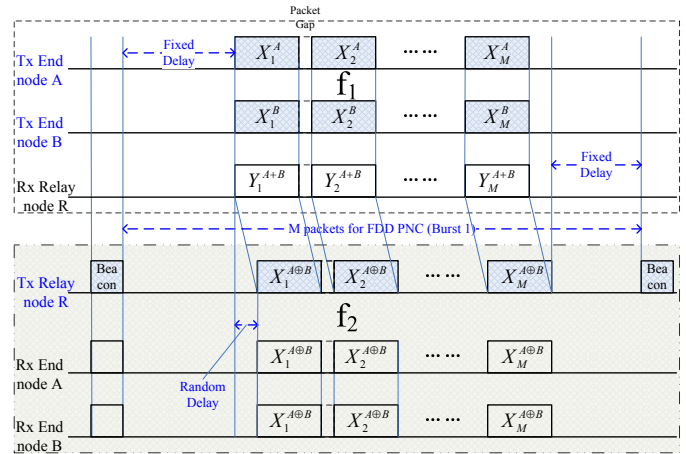 Packet
Gap
Tx End
node A
Fixed
Delay
X_1^A
X_2^A
... ...
X_M^A
f_1
Tx End
node B
X_1^B
X_2^B
... ...
X_M^B
Fixed
Delay
Rx Relay
node R
Y_1^{A+B}
Y_2^{A+B}
... ...
Y_M^{A+B}
M packets for FDD PNC (Burst 1)
Tx Relay
node R
Bea
con
X_1^{A⊕B}
X_2^{A⊕B}
... ...
X_M^{A⊕B}
Bea
con
f_2
Rx End
node A
Random
Delay
X_1^{A⊕B}
X_2^{A⊕B}
... ...
X_M^{A⊕B}
Rx End
node B
X_1^{A⊕B}
X_2^{A⊕B}
... ...
X_M^{A⊕B}